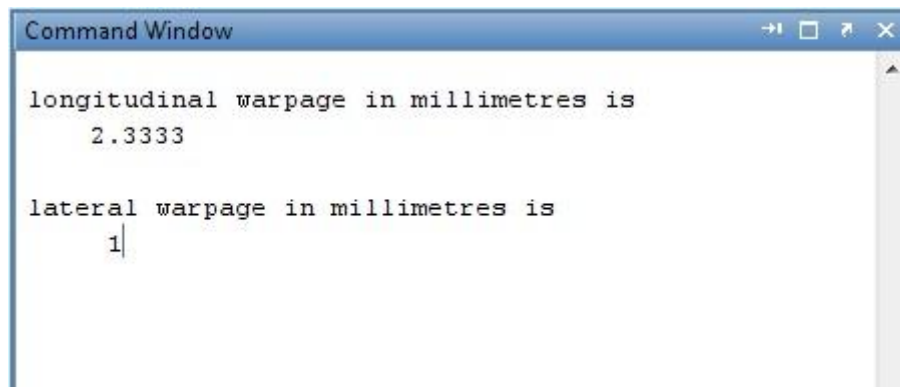 Command Window
longitudinal warpage in millimetres is
2.3333
lateral warpage in millimetres is
1